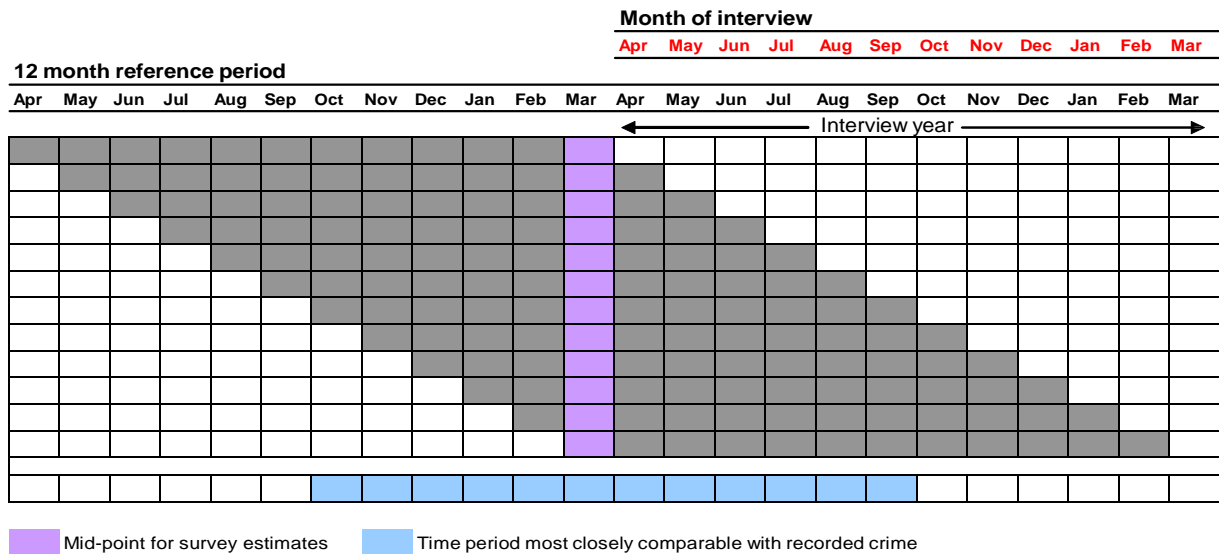 Month of interview
Apr May Jun Jul Aug Sep Oct Nov Dec Jan Feb Mar
12 month reference period
Apr May Jun Jul Aug Sep Oct Nov Dec Jan Feb Mar Apr May Jun Jul Aug Sep Oct Nov Dec Jan Feb Mar
Interview year
Mid-point for survey estimates Time period most closely comparable with recorded crime